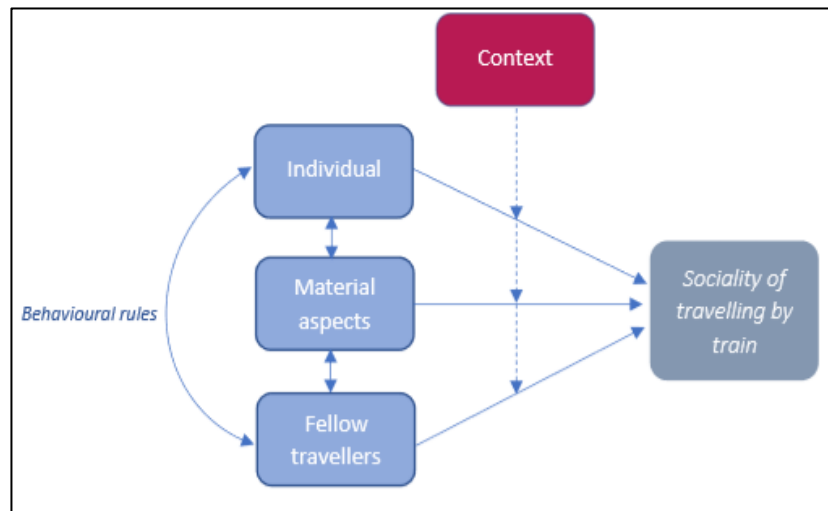 Context
Individual
Material
aspects
Behavioural rules
Fellow
travellers
Sociality of
travelling by
train